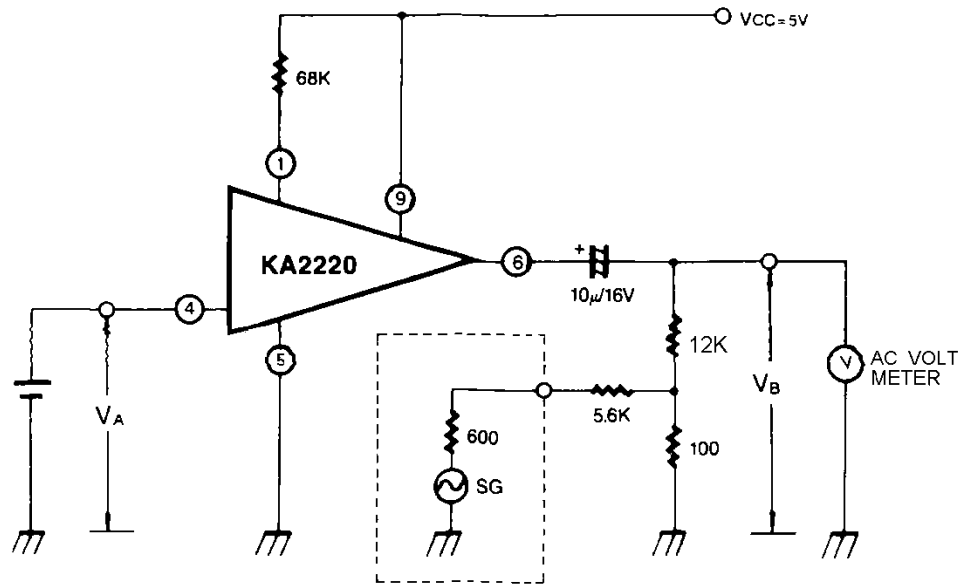 VCC=5V
68K
1
9
KA2220
6
+
10μ/16V
4
5
12K
V
AC VOLT
METER
VA
VB
5.6K
600
100
SG